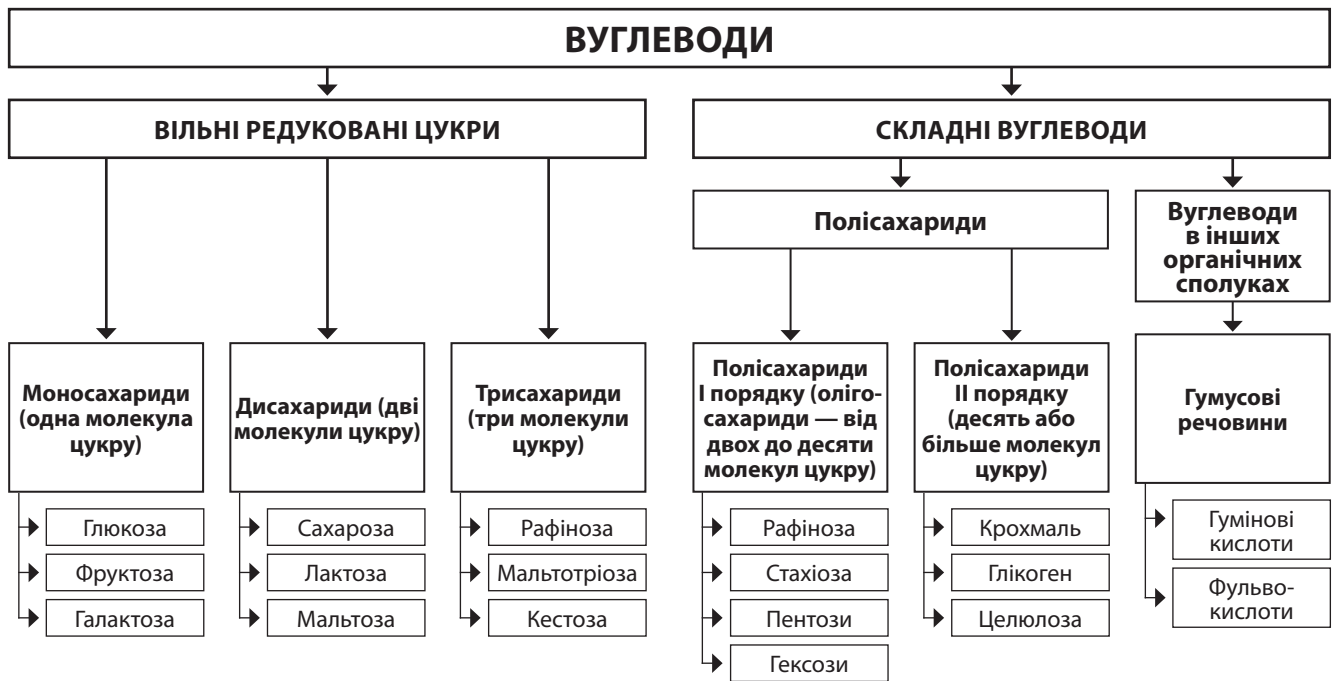 ВУГЛЕВОДИ
ВІЛЬНІ РЕДУКОВАНІ ЦУКРИ
СКЛАДНІ ВУГЛЕВОДИ
Полісахариди
Вуглеводи
в інших
органічних
сполуках
Моносахариди
(одна молекула
цукру)
Дисахариди (дві
молекули цукру)
Трисахариди
(три молекули
цукру)
Полісахариди
I порядку (оліго-
сахариди — від
двох до десяти
молекул цукру)
Полісахариди
II порядку
(десять або
більше молекул
цукру)
Гумусові
речовини
Глюкоза
Фруктоза
Галактоза
Сахароза
Лактоза
Мальтоза
Рафіноза
Мальтотріоза
Кестоза
Рафіноза
Стахіоза
Пентози
Гексози
Крохмаль
Глікоген
Целюлоза
Гумінові
кислоти
Фульво-
кислоти